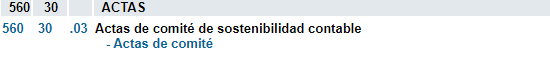 560 30 ACTAS
560 30 .03 Actas de comité de sostenibilidad contable
- Actas de comité